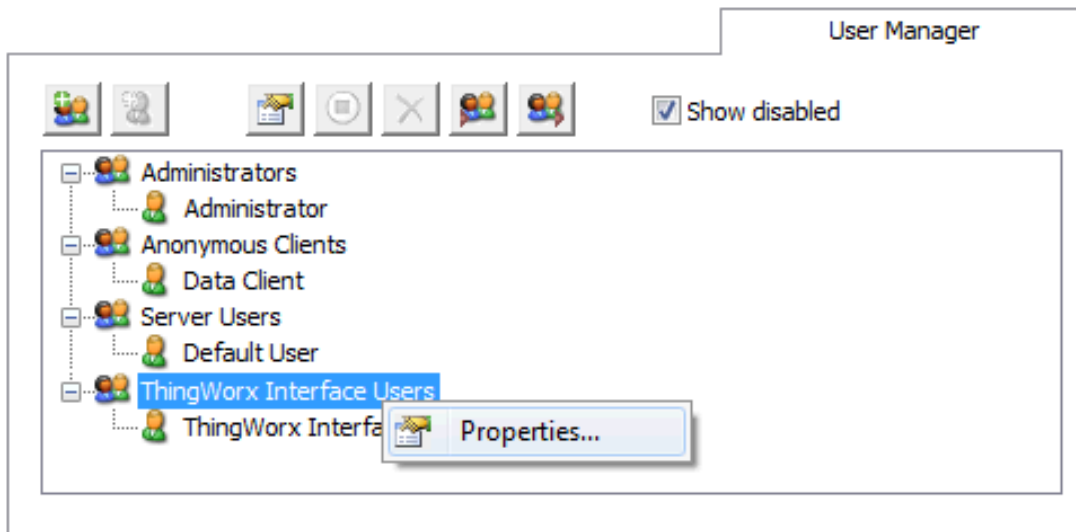 User Manager
Show disabled
Administrators
Administrator
Anonymous Clients
Data Client
Server Users
Default User
ThingWorx Interface Users
ThingWorx Interfa
Properties...